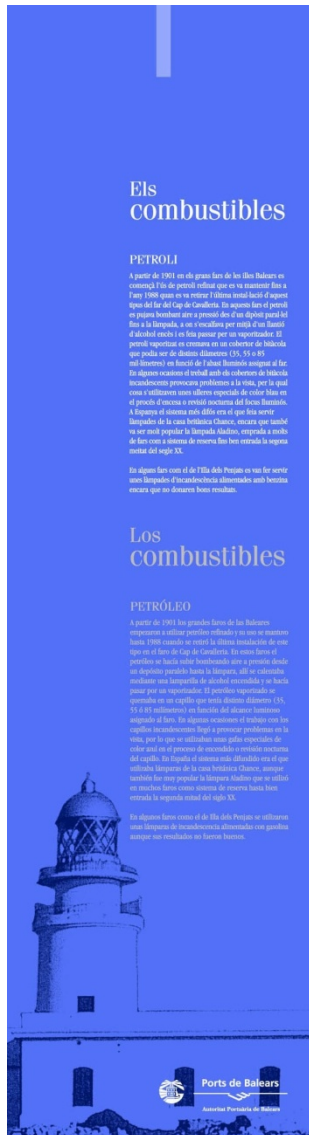 Els
combustibles
PETROLI
A partir de 1901 en els grans fars de les illes Balears es
començà l'ús de petroli refinat que es va mantenir fins a
l'any 1988 quan es va retirar l'última instal·lació d'aquest
tipus del far del Cap de Cavalleria. En aquests fars el petroli
es pujava bombant aire a pressió des d'un dipòsit paral·lel
fins a la làmpada, a on s'escalfava per mitjà d'un llantió
d'alcohol encès i es feia passar per un vaporitzador. El
petroli vaporitzat es cremava en un cobertor de bitàcola
que podia ser de distints diàmetres (35, 55 o 85
mil·límetres) en funció de l'abast lluminós assignat al far.
En algunes ocasions el treball amb els cobertors de bitàcola
incandescents provocava problemes a la vista, per la qual
cosa s'utilitzaven unes ulleres especials de color blau en
el procés d'encesa o revisió nocturna del focus lluminós.
A Espanya el sistema més difós era el que feia servir
làmpades de la casa britànica Chance, encara que també
va ser molt popular la làmpada Aladino, emprada a molts
de fars com a sistema de reserva fins ben entrada la segona
meitat del segle XX.
En alguns fars com el de l'Illa dels Penjats es van fer servir
unes làmpades d'incandescència alimentades amb benzina
encara que no donaren bons resultats.
Los
combustibles
PETRÓLEO
A partir de 1901 los grandes faros de las Baleares
empezaron a utilizar petróleo refinado y su uso se mantuvo
hasta 1988 cuando se retiró la última instalación de este
tipo en el faro de Cap de Cavalleria. En estos faros el
petróleo se hacía subir bombeando aire a presión desde
un depósito paralelo hasta la lámpara, allí se calentaba
mediante una lamparilla de alcohol encendida y se hacía
pasar por un vaporizador. El petróleo vaporizado se
quemaba en un capillo que tenía distinto diámetro (35,
55 ó 85 milímetros) en función del alcance luminoso
asignado al faro. En algunas ocasiones el trabajo con los
capillos incandescentes llegó a provocar problemas en la
vista, por lo que se utilizaban unas gafas especiales de
color azul en el proceso de encendido o revisión nocturna
del capillo. En España el sistema más difundido era el que
utilizaba lámparas de la casa británica Chance, aunque
también fue muy popular la lámpara Aladino que se utilizó
en muchos faros como sistema de reserva hasta bien
entrada la segunda mitad del siglo XX.
En algunos faros como el de Illa dels Penjats se utilizaron
unas lámparas de incandescencia alimentadas con gasolina
aunque sus resultados no fueron buenos.
Ports de Balears
Autoritat Portuària de Balears